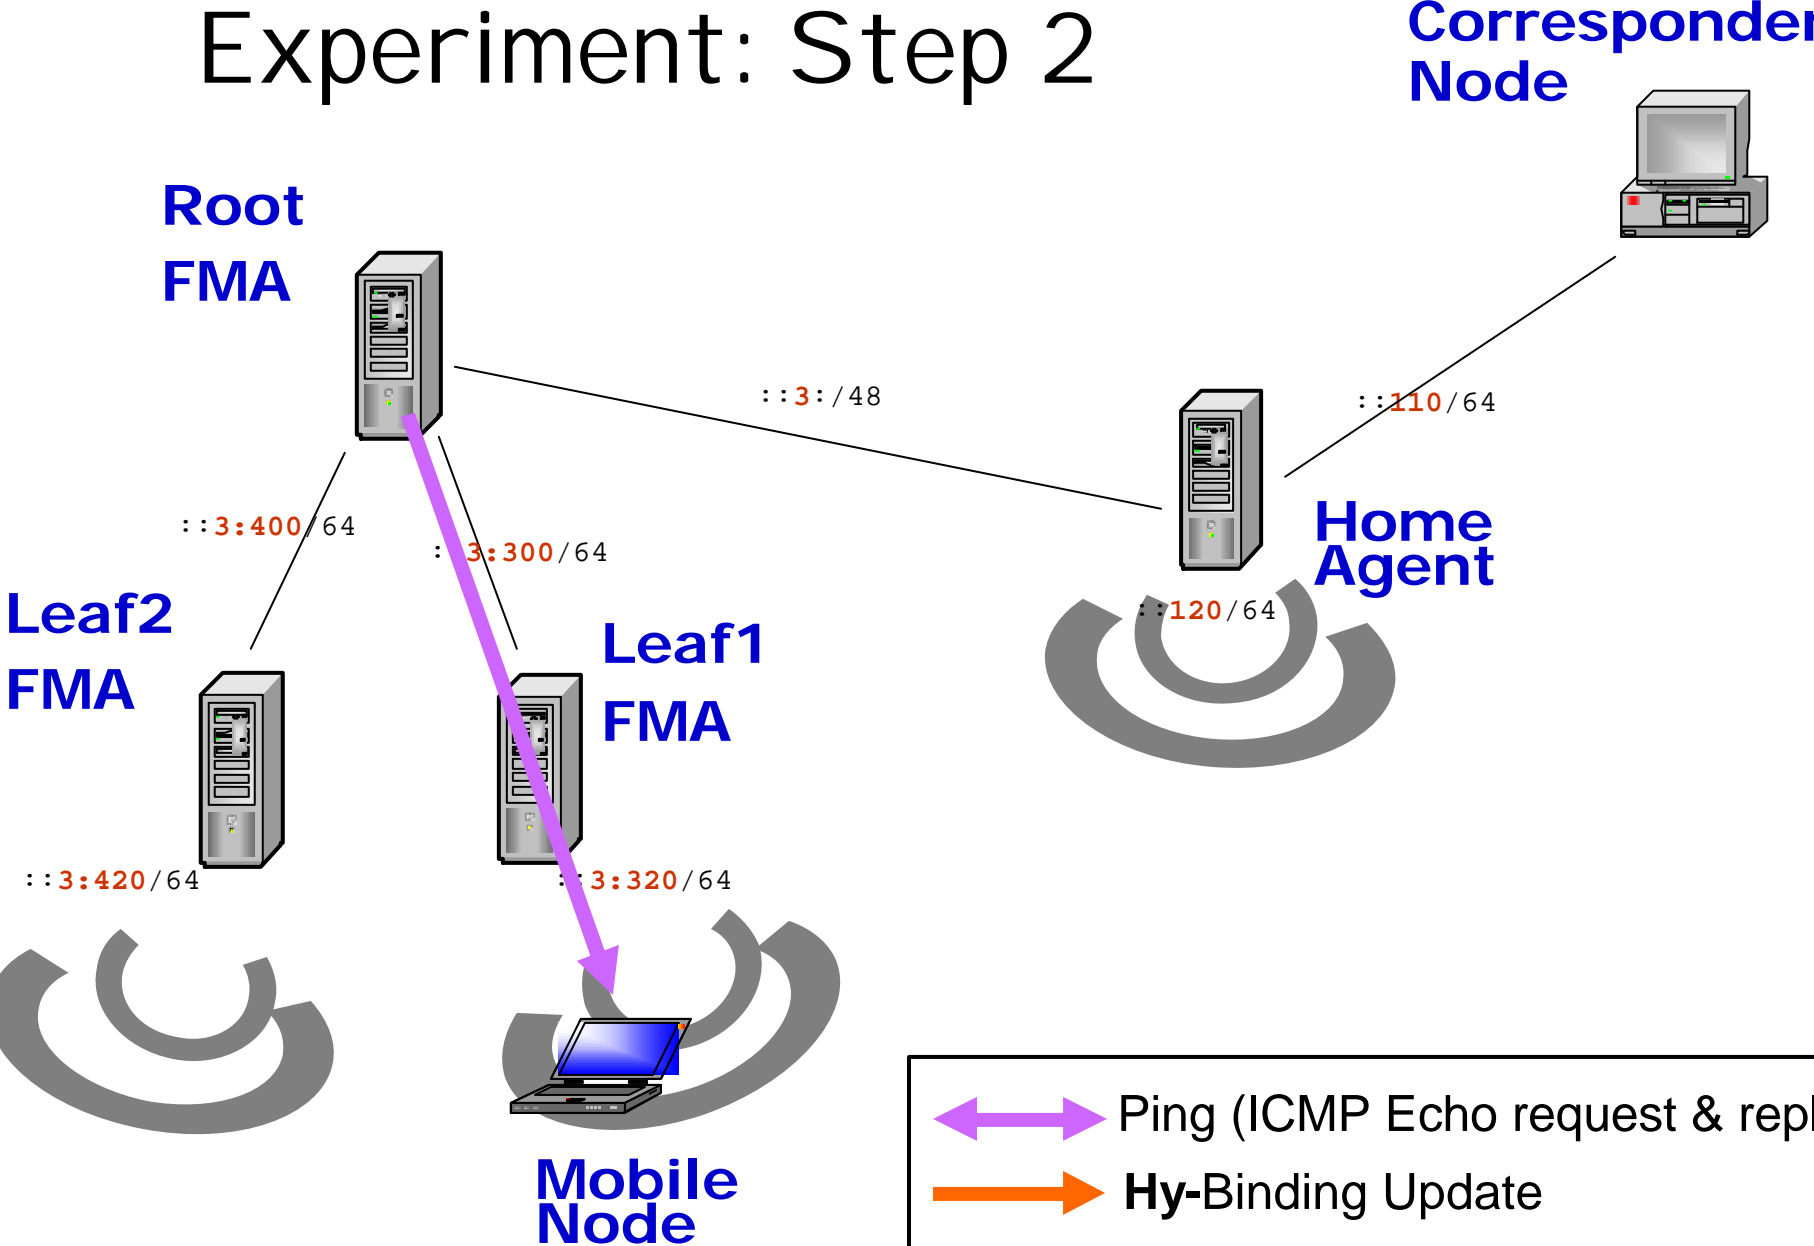 Experiment: Step 2
Corresponden
Node
Root
FMA
::3:/48
::110/64
::3:400/64
:3:300/64
Home
Agent
::120/64
Leaf2
FMA
Leaf1
FMA
::3:420/64
::3:320/64
Mobile
Node
Ping (ICMP Echo request & repl
Hy-Binding Update